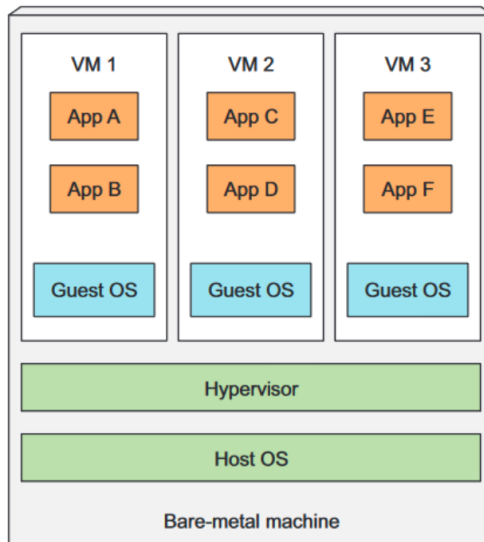 VM 1
VM 2
VM 3
App A
App C
App E
App B
App D
App F
Guest OS
Guest OS
Guest OS
Hypervisor
Host OS
Bare-metal machine